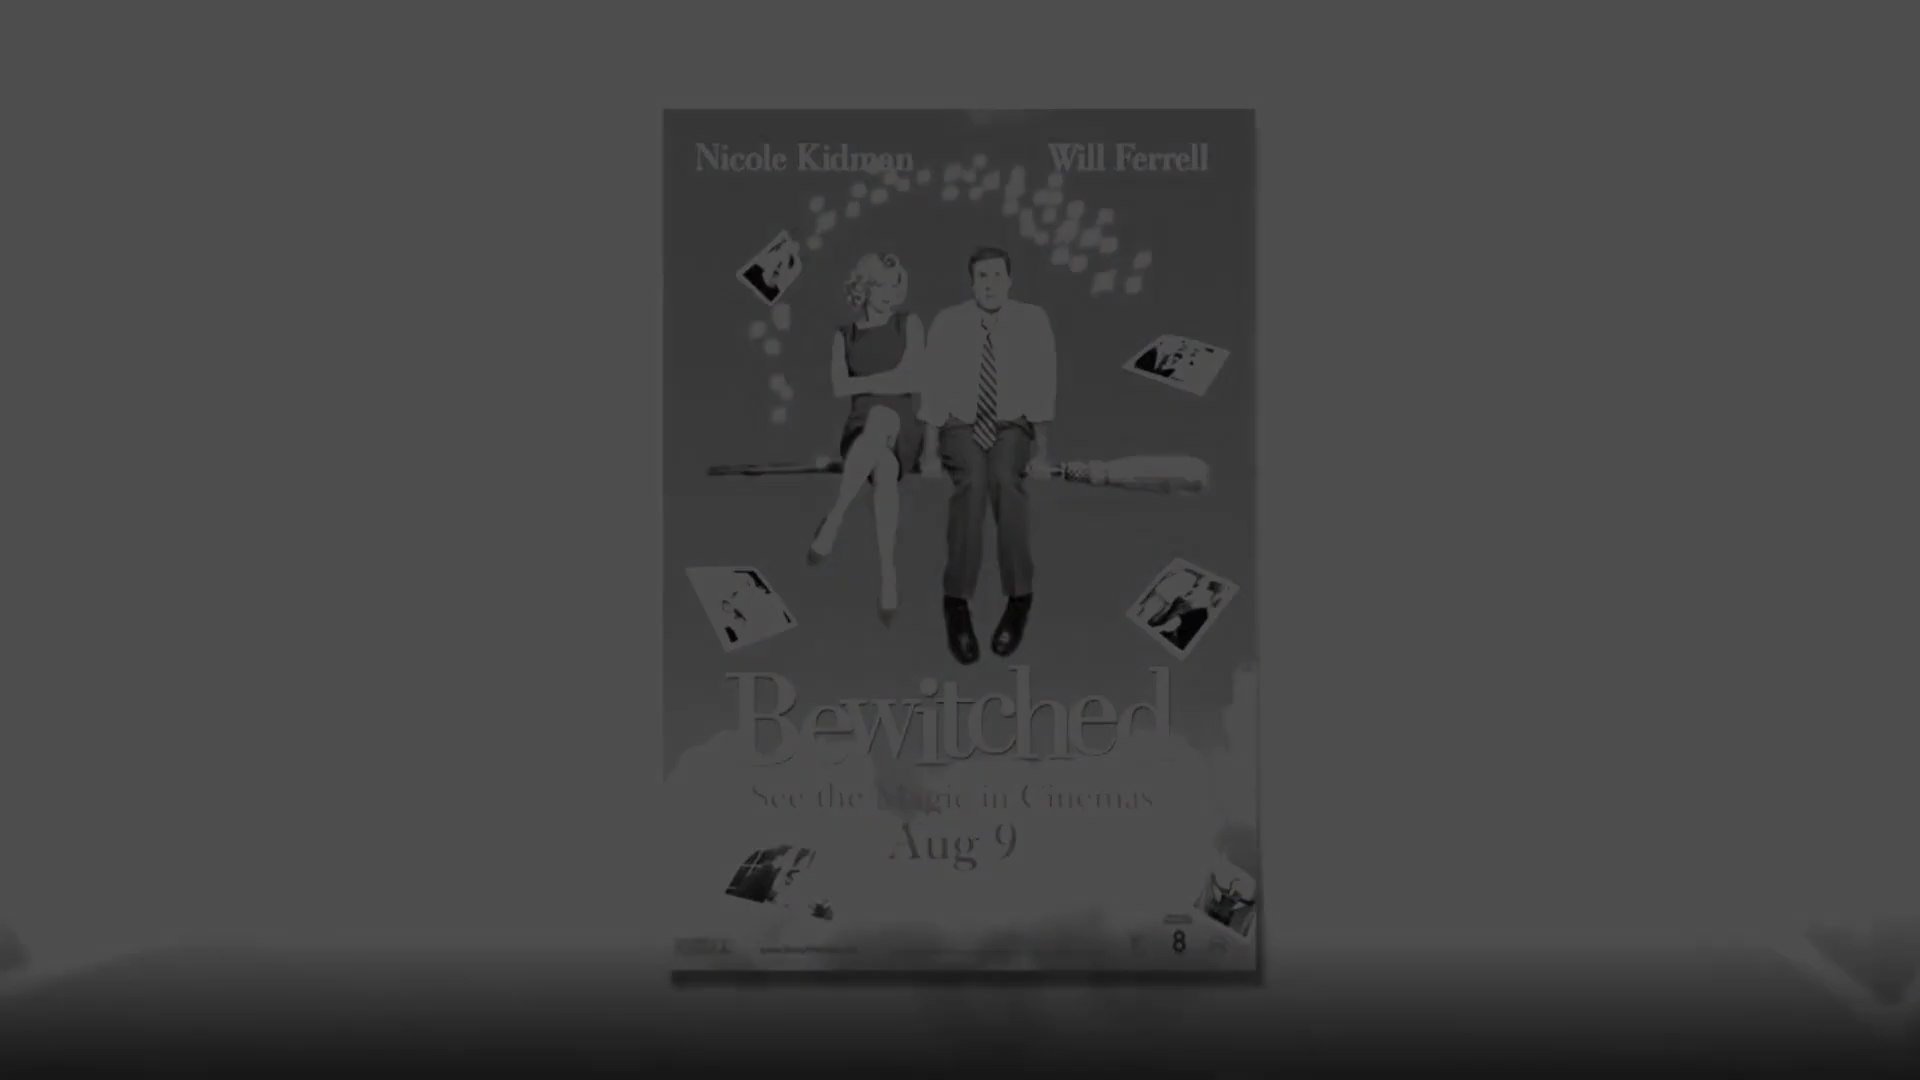 Nicole Kidman Will Ferrell
Bewitched
See the Magic in Cinemas
Aug 9
8